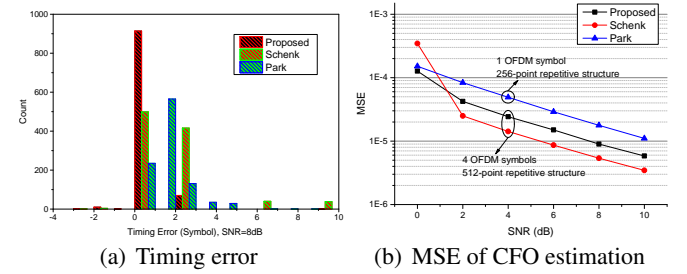 1000
800
600
400
200
0
Count
-4 -2 0 2 4 6 8 10
Timing Error (Symbol), SNR=8dB
Proposed
Schenk
Park
(a) Timing error
1E-3
1E-4
1E-5
1E-6
MSE
0 2 4 6 8 10
SNR (dB)
Proposed
Schenk
Park
1 OFDM symbol
256-point repetitive structure
4 OFDM symbols
512-point repetitive structure
(b) MSE of CFO estimation